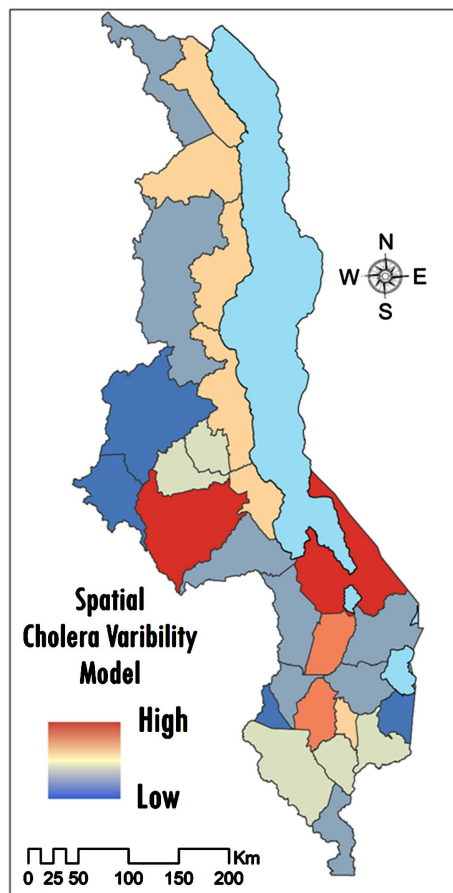 N
W E
S
Spatial
Cholera Varibility
Model
High
Low
Km
0 25 50 100 150 200